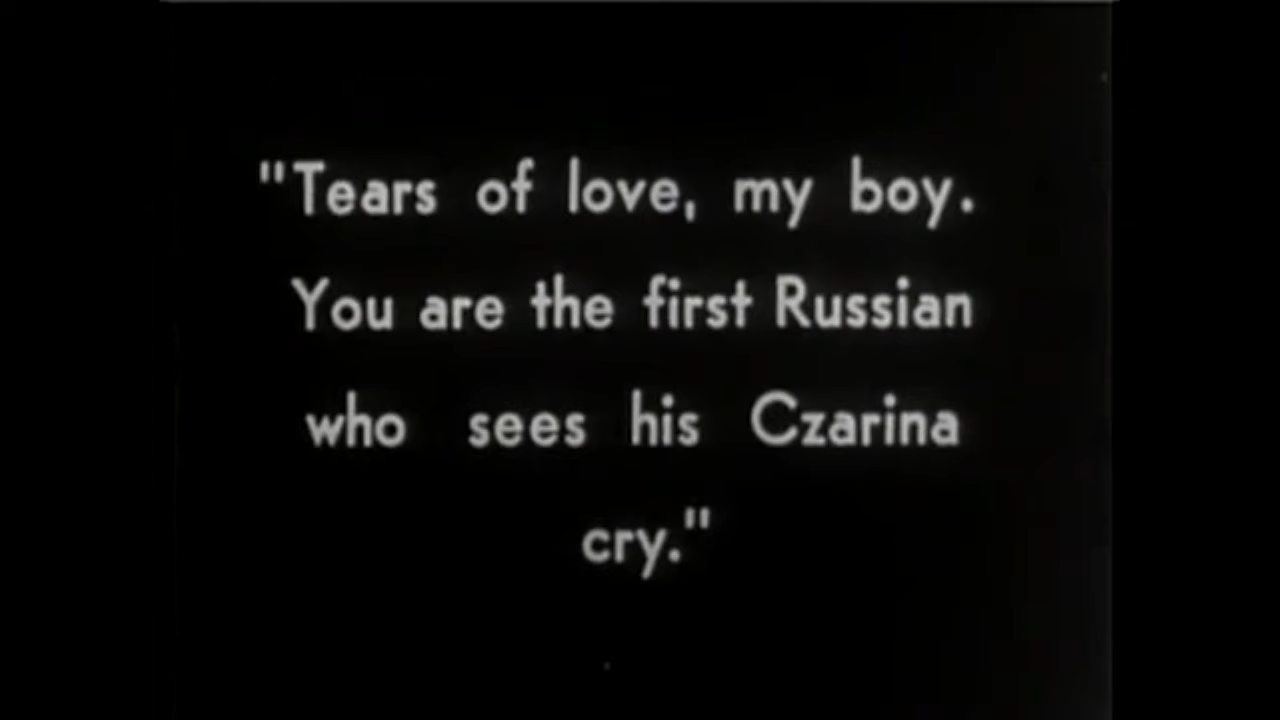 "Tears of love, my boy.
You are the first Russian
who sees his Czarina
cry."